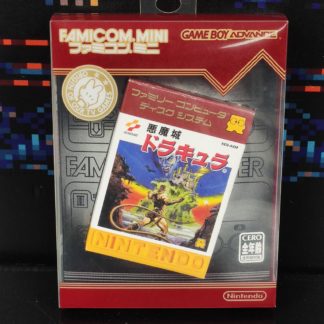 FAMICOM MINI
ファミコンミニ
GAME BOY ADVANCE
ファミリーコンピュータ
ディスクシステム
KONAMI
悪魔城
ドラキュラ
NINTENDO
CERO
全年齢
Nintendo